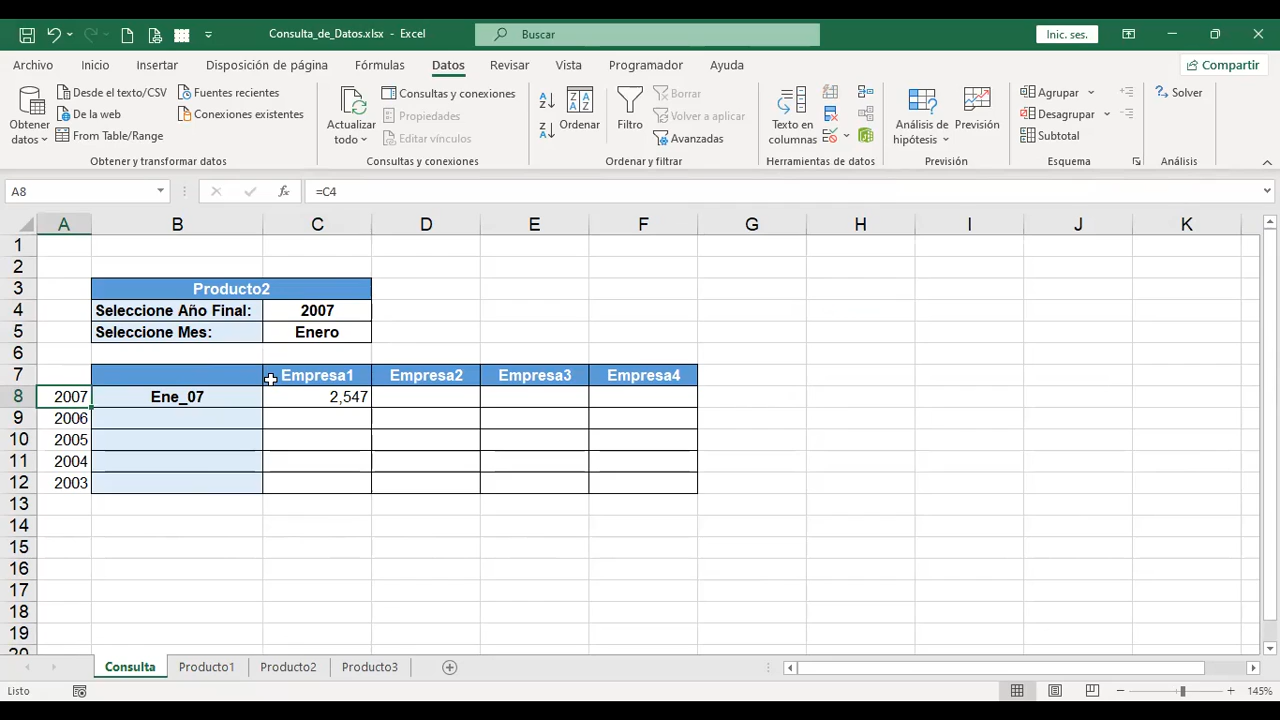 Consulta_de_Datos.xlsx - Excel
Buscar
Inic. ses.
Archivo Inicio Insertar Disposición de página Fórmulas Datos Revisar Vista Programador Ayuda
Compartir
Obtener datos
Desde el texto/CSV
De la web
From Table/Range
Fuentes recientes
Conexiones existentes
Obtener y transformar datos
Actualizar todo
Consultas y conexiones
Propiedades
Editar vínculos
Consultas y conexiones
Ordenar
Filtro
Borrar
Volver a aplicar
Avanzadas
Ordenar y filtrar
Texto en columnas
Herramientas de datos
Análisis de hipótesis
Previsión
Previsión
Agrupar
Desagrupar
Subtotal
Esquema
Solver
Análisis
A8 fx =C4
A B C D E F G H I J K
1
2
3 Producto2
4 Seleccione Año Final: 2007
5 Seleccione Mes: Enero
6
7 Empresa1 Empresa2 Empresa3 Empresa4
8 2007 Ene_07 2,547
9 2006
10 2005
11 2004
12 2003
13
14
15
16
17
18
19
20
Consulta Producto1 Producto2 Producto3
Listo
145%